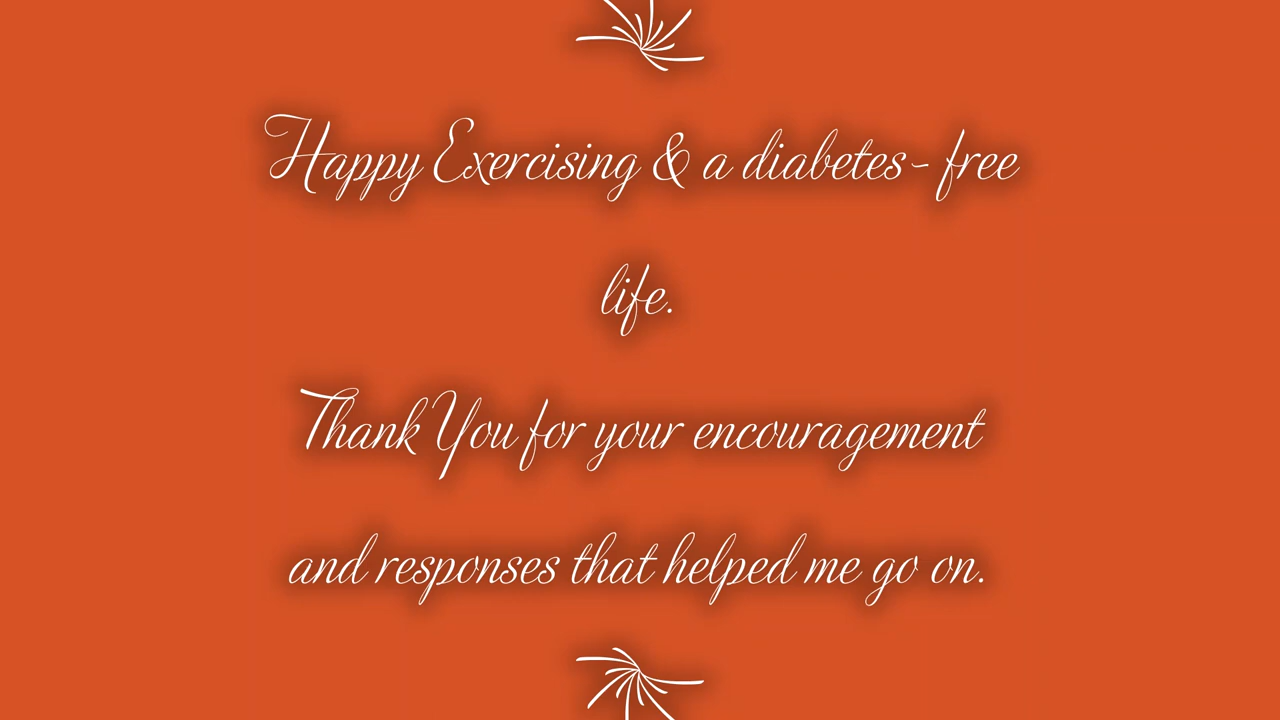 Happy Exercising & a diabetes-free
life.
Thank You for your encouragement
and responses that helped me go on.